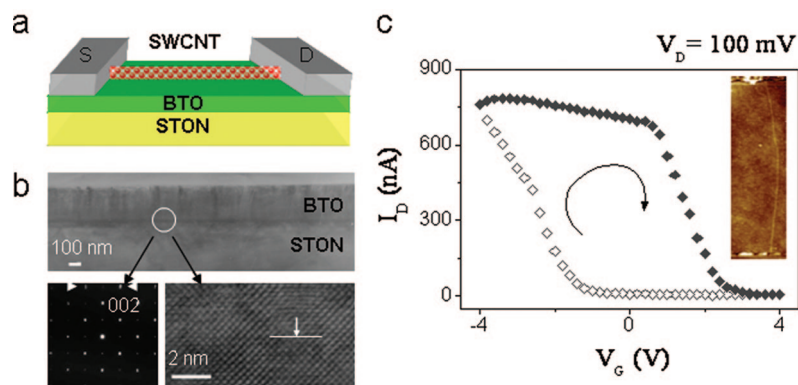 a
S
SWCNT
D
BTO
STON
b
BTO
STON
100 nm
002
2 nm
c
V_D = 100 mV
900
600
300
0
I_D (nA)
-4
0
4
V_G (V)